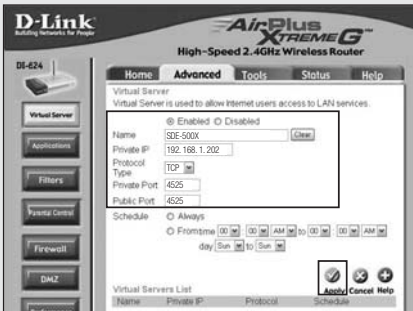 D-Link
Building Networks for People
AirPlus
XTREME G
High-Speed 2.4GHz Wireless Router
DI-624
Home Advanced Tools Status Help
Virtual Server
Virtual Server is used to allow Internet users access to LAN services.
Enabled Disabled
Name SDE-500X Clear
Private IP 192.168.1.202
Protocol Type TCP
Private Port 4525
Public Port 4525
Schedule Always
From time 00 : 00 AM to 00 : 00 AM
day Sun to Sun
Apply Cancel Help
Virtual Servers List
Name Private IP Protocol Schedule
Virtual Server
Applications
Filters
Parental Control
Firewall
DMZ